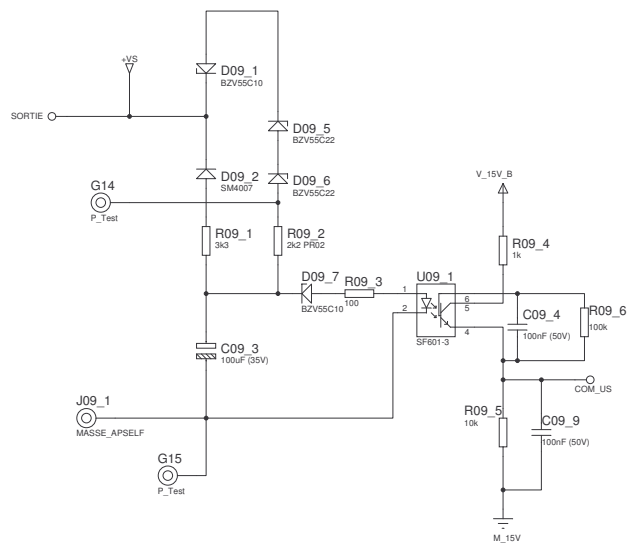 +VS
D09_1
BZV55C10
SORTIE
D09_5
BZV55C22
D09_2
SM4007
D09_6
BZV55C22
G14
P_Test
V_15V_B
R09_1
3k3
R09_2
2k2 PR02
R09_4
1k
D09_7
BZV55C10
R09_3
100
U09_1
1
2
6
5
4
SF601-3
C09_4
100nF (50V)
R09_6
100k
C09_3
100uF (35V)
COM_US
J09_1
MASSE_APSELF
R09_5
10k
C09_9
100nF (50V)
G15
P_Test
M_15V